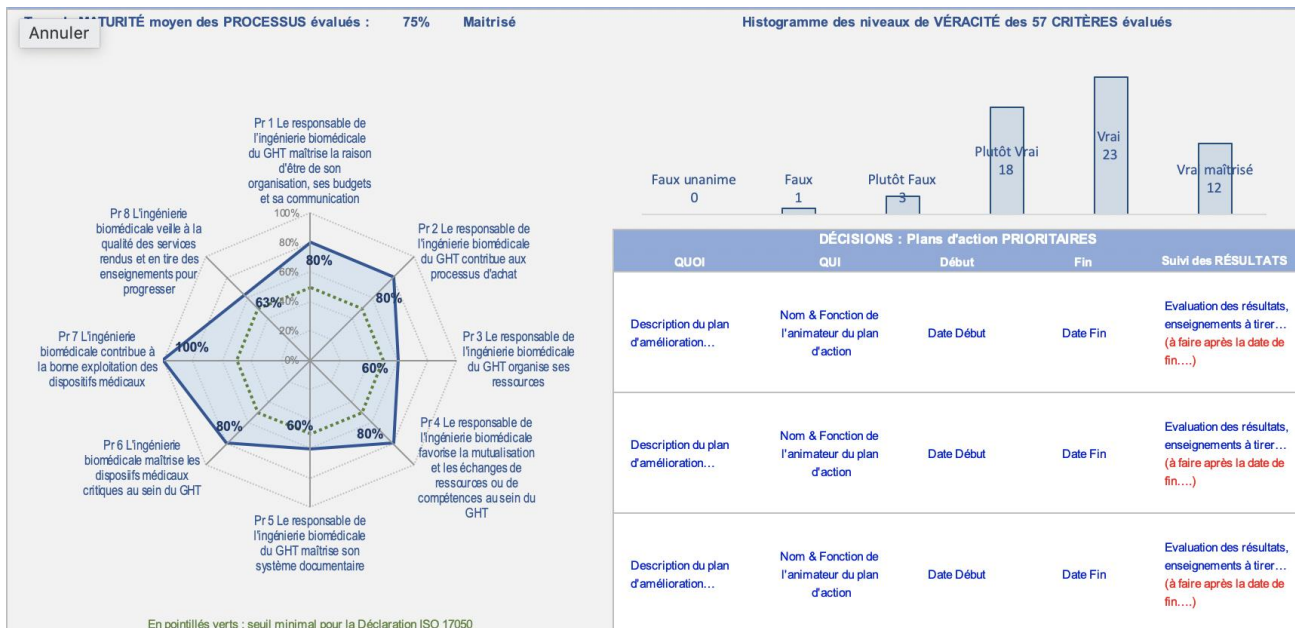 MATURITÉ moyen des PROCESSUS évalués : 75% Maitrisé
Annuler
Pr 1 Le responsable de
l'ingénierie biomédicale
du GHT maîtrise la raison
d'être de son
organisation, ses budgets
et sa communication
Pr 2 Le responsable de
l'ingénierie biomédicale
du GHT contribue aux
processus d'achat
Pr 3 Le responsable de
l'ingénierie biomédicale
du GHT organise ses
ressources
Pr 4 Le responsable de
l'ingénierie biomédicale
favorise la mutualisation
et les échanges de
ressources ou de
compétences au sein du
GHT
Pr 5 Le responsable de
l'ingénierie biomédicale
du GHT maîtrise son
système documentaire
Pr 6 L'ingénierie
biomédicale maîtrise les
disposiifs médicaux
critiques au sein du GHT
Pr 7 L'ingénierie
biomédicale contribue à
la bonne exploitation des
dispositifs médicaux
Pr 8 L'ingénierie
biomédicale veille à la
qualité des services
rendus et en tire des
enseignements pour
progresser
100%
80%
60%
40%
20%
0%
80%
80%
60%
80%
60%
80%
100%
63%
En pointillés verts : seuil minimal pour la Déclaration ISO 17050
Histogramme des niveaux de VÉRACITÉ des 57 CRITÈRES évalués
Faux unanime
0
Faux
1
Plutôt Faux
3
Plutôt Vrai
18
Vrai
23
Vrai maîtrisé
12
DÉCISIONS : Plans d'action PRIORITAIRES
QUOI QUI Début Fin Suivi des RÉSULTATS
Description du plan
d'amélioration…
Nom & Fonction de
l'animateur du plan
d'action
Date Début
Date Fin
Evaluation des résultats,
enseignements à tirer…
(à faire après la date de
fin….)
Description du plan
d'amélioration…
Nom & Fonction de
l'animateur du plan
d'action
Date Début
Date Fin
Evaluation des résultats,
enseignements à tirer…
(à faire après la date de
fin….)
Description du plan
d'amélioration…
Nom & Fonction de
l'animateur du plan
d'action
Date Début
Date Fin
Evaluation des résultats,
enseignements à tirer…
(à faire après la date de
fin….)